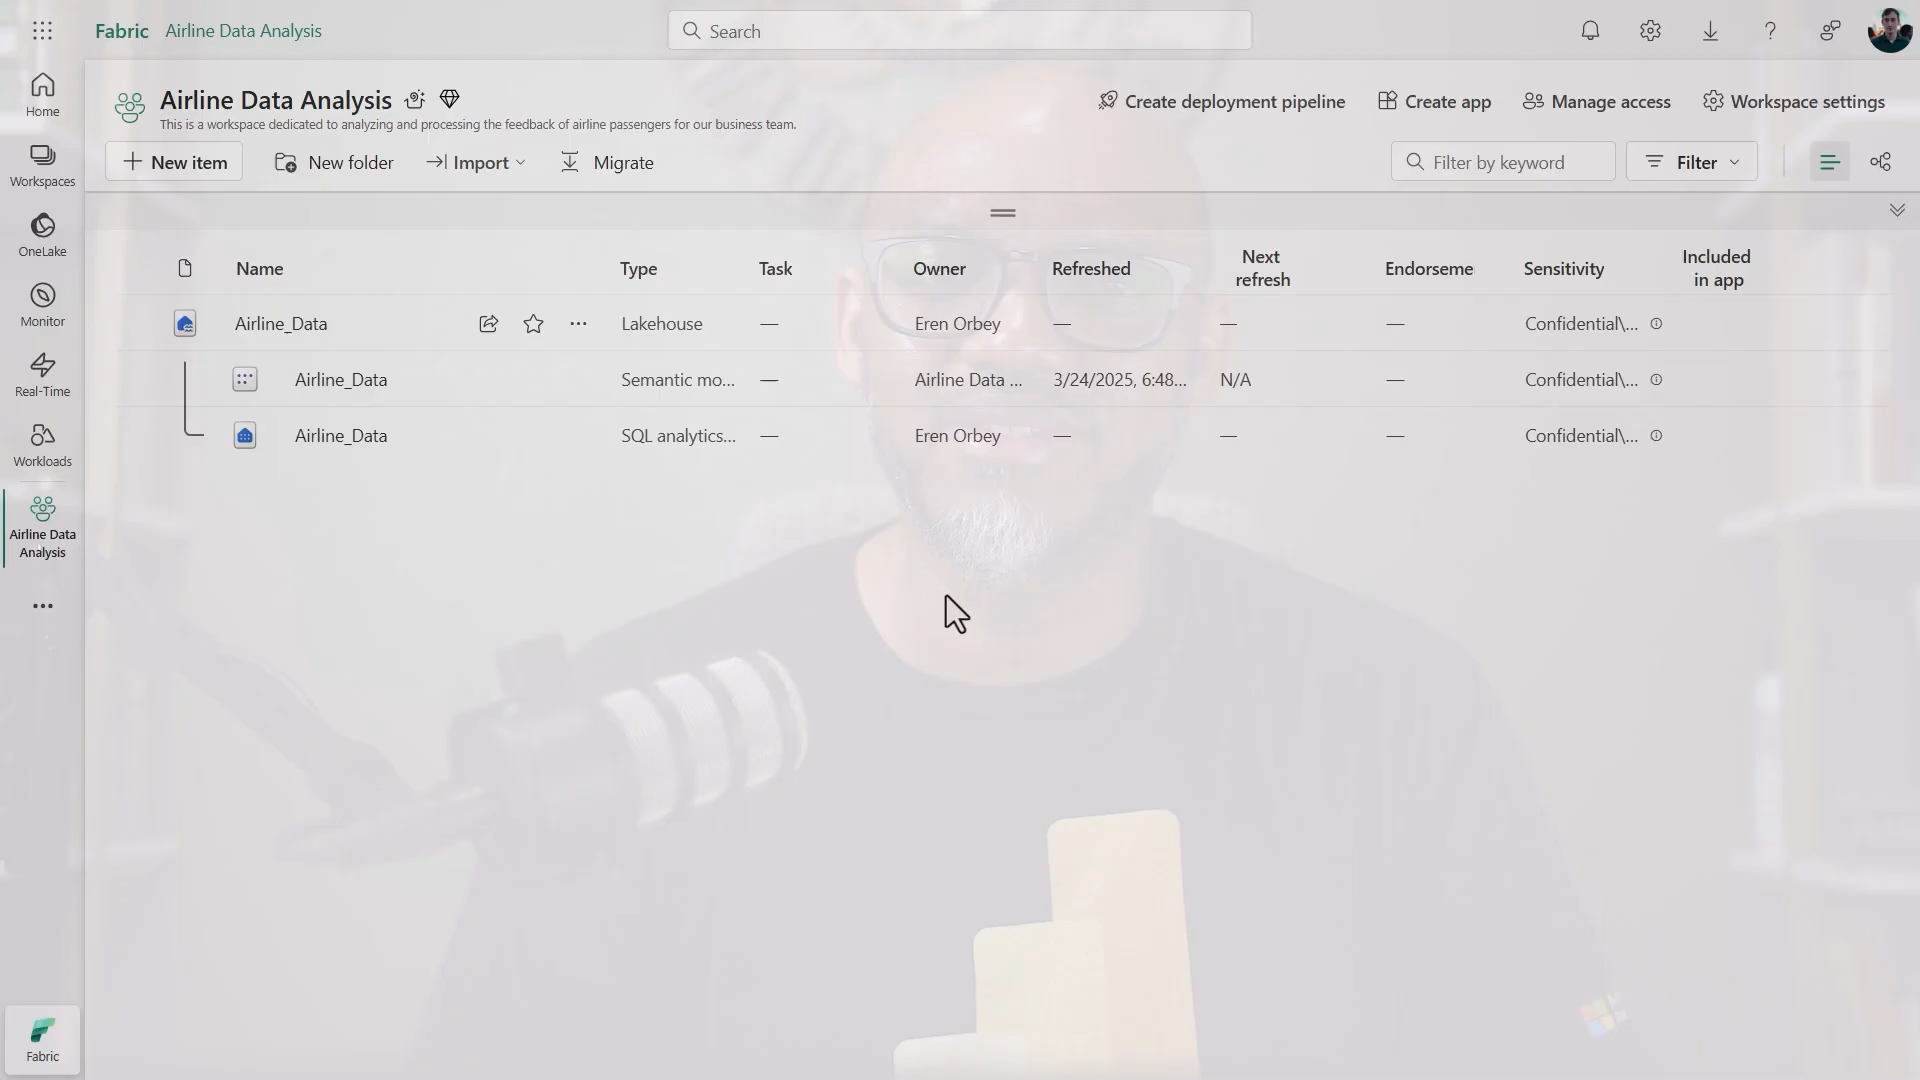 Fabric Airline Data Analysis Search
Home
Workspaces
OneLake
Monitor
Real-Time
Workloads
Airline Data
Analysis
Fabric
Airline Data Analysis
This is a workspace dedicated to analyzing and processing the feedback of airline passengers for our business team.
Create deployment pipeline Create app Manage access Workspace settings
New item New folder Import Migrate Filter by keyword Filter
Name Type Task Owner Refreshed Next refresh Endorseme Sensitivity Included in app
Airline_Data Lakehouse — Eren Orbey — — — Confidential\...
Airline_Data Semantic mo... — Airline Data ... 3/24/2025, 6:48... N/A — Confidential\...
Airline_Data SQL analytics... — Eren Orbey — — — Confidential\...